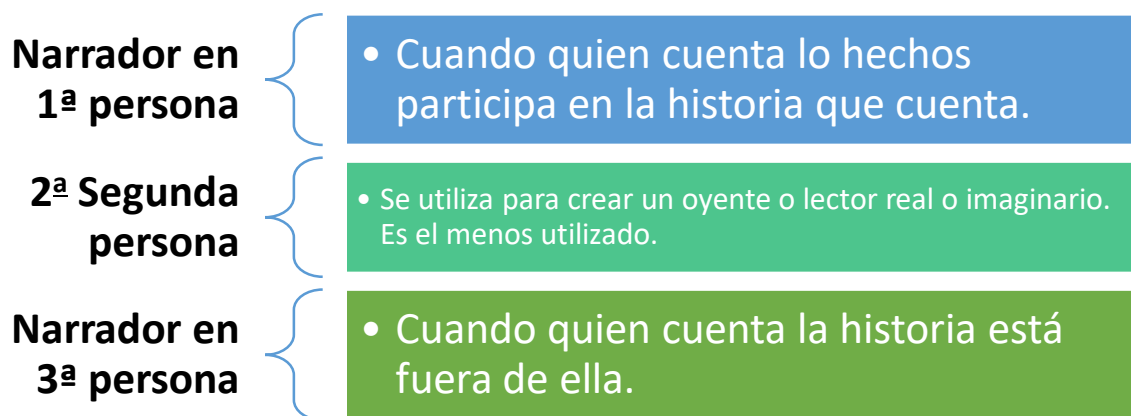 Narrador en
1ª persona
• Cuando quien cuenta lo hechos
participa en la historia que cuenta.
2ª Segunda
persona
• Se utiliza para crear un oyente o lector real o imaginario.
Es el menos utilizado.
Narrador en
3ª persona
• Cuando quien cuenta la historia está
fuera de ella.